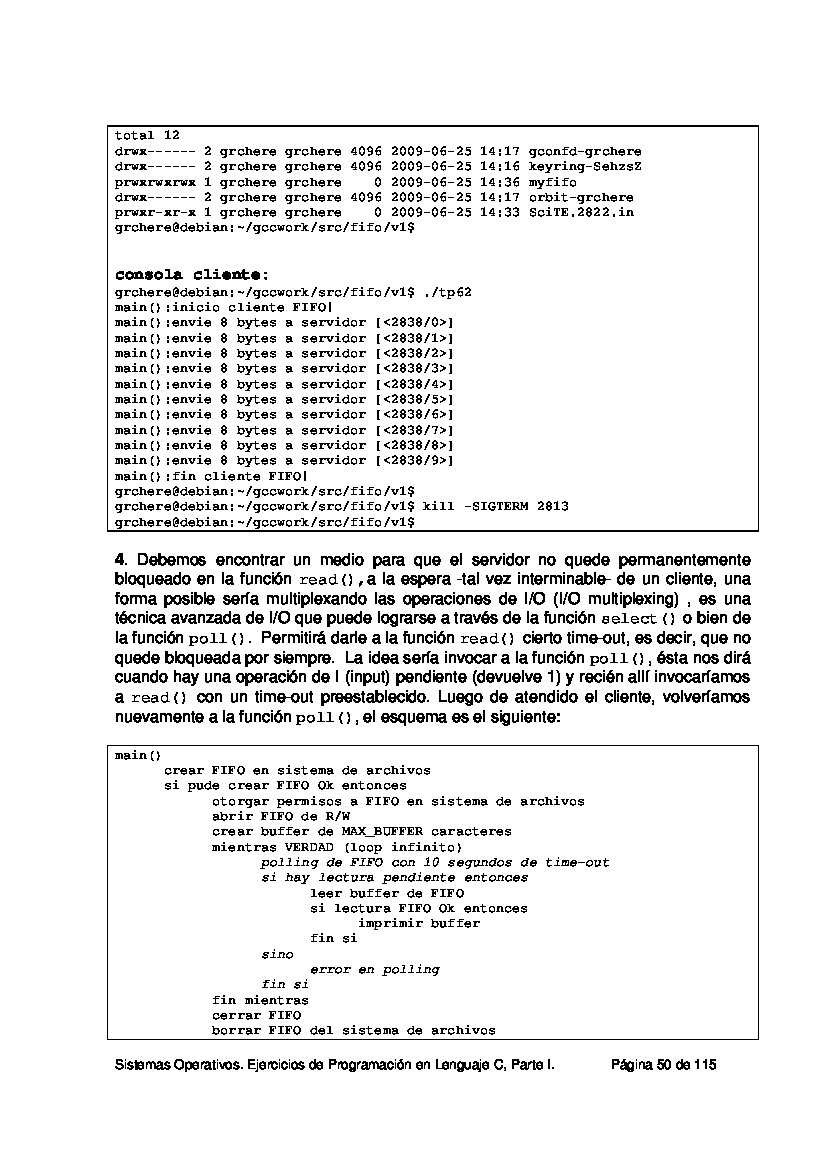 total 12
drwx------ 2 grchere grchere 4096 2009-06-25 14:17 gconfd-grchere
drwx------ 2 grchere grchere 4096 2009-06-25 14:16 keyring-SehzsZ
prwxrwxrwx 1 grchere grchere    0 2009-06-25 14:36 myfifo
drwx------ 2 grchere grchere 4096 2009-06-25 14:17 orbit-grchere
prwxr-xr-x 1 grchere grchere    0 2009-06-25 14:33 SciTE.2822.in
grchere@debian:~/gccwork/src/fifo/v1$
consola cliente:
grchere@debian:~/gccwork/src/fifo/v1$ ./tp62
main():inicio cliente FIFO!
main():envie 8 bytes a servidor [<2838/0>]
main():envie 8 bytes a servidor [<2838/1>]
main():envie 8 bytes a servidor [<2838/2>]
main():envie 8 bytes a servidor [<2838/3>]
main():envie 8 bytes a servidor [<2838/4>]
main():envie 8 bytes a servidor [<2838/5>]
main():envie 8 bytes a servidor [<2838/6>]
main():envie 8 bytes a servidor [<2838/7>]
main():envie 8 bytes a servidor [<2838/8>]
main():envie 8 bytes a servidor [<2838/9>]
main():fin cliente FIFO!
grchere@debian:~/gccwork/src/fifo/v1$
grchere@debian:~/gccwork/src/fifo/v1$ kill -SIGTERM 2813
grchere@debian:~/gccwork/src/fifo/v1$
4. Debemos encontrar un medio para que el servidor no quede permanentemente
bloqueado en la función read(), a la espera -tal vez interminable- de un cliente, una
forma posible sería multiplexando las operaciones de I/O (I/O multiplexing) , es una
técnica avanzada de I/O que puede lograrse a través de la función select() o bien de
la función poll(). Permitirá darle a la función read() cierto time-out, es decir, que no
quede bloqueada por siempre.  La idea sería invocar a la función poll(), ésta nos dirá
cuando hay una operación de I (input) pendiente (devuelve 1) y recién allí invocaríamos
a read() con un time-out preestablecido. Luego de atendido el cliente, volveríamos
nuevamente a la función poll(), el esquema es el siguiente:
main()
crear FIFO en sistema de archivos
si pude crear FIFO Ok entonces
otorgar permisos a FIFO en sistema de archivos
abrir FIFO de R/W
crear buffer de MAX_BUFFER caracteres
mientras VERDAD (loop infinito)
polling de FIFO con 10 segundos de time-out
si hay lectura pendiente entonces
leer buffer de FIFO
si lectura FIFO Ok entonces
imprimir buffer
fin si
sino
error en polling
fin si
fin mientras
cerrar FIFO
borrar FIFO del sistema de archivos
Sistemas Operativos. Ejercicios de Programación en Lenguaje C, Parte I. Página 50 de 115